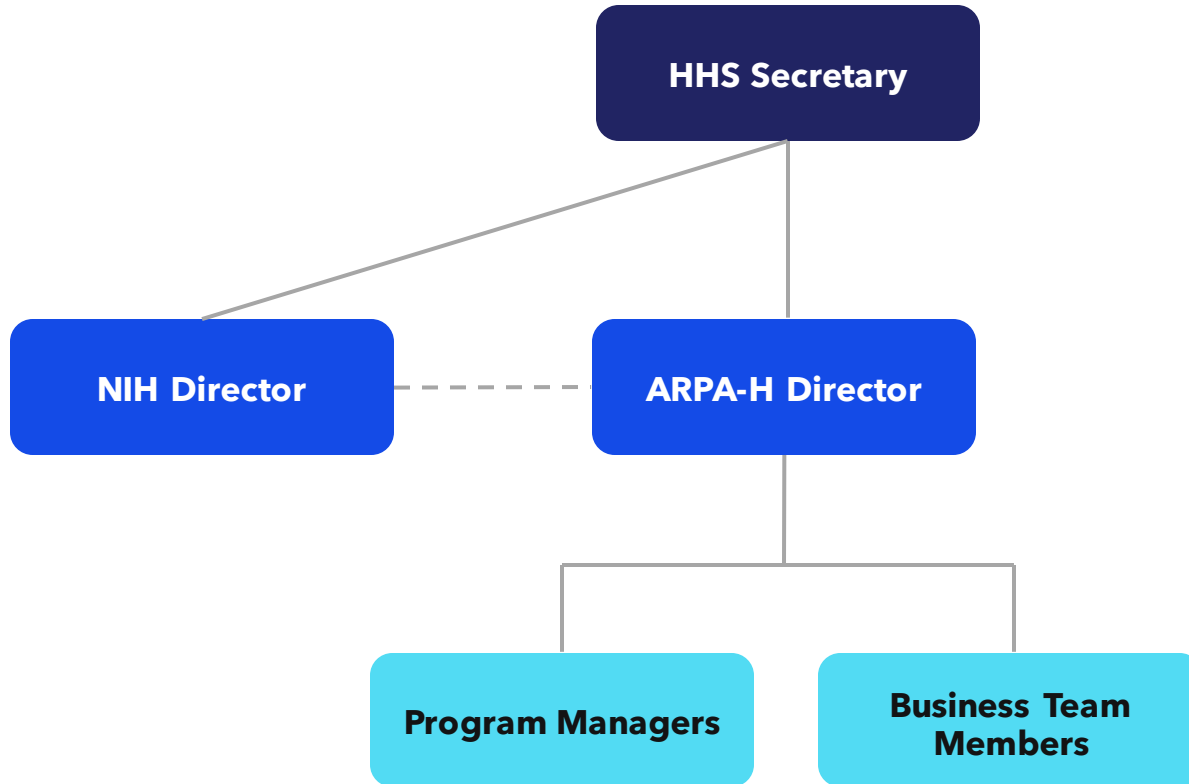 HHS Secretary
NIH Director
ARPA-H Director
Program Managers
Business Team
Members